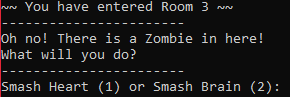 ~~ You have entered Room 3 ~~
------------------------
Oh no! There is a Zombie in here!
What will you do?
------------------------
Smash Heart (1) or Smash Brain (2):